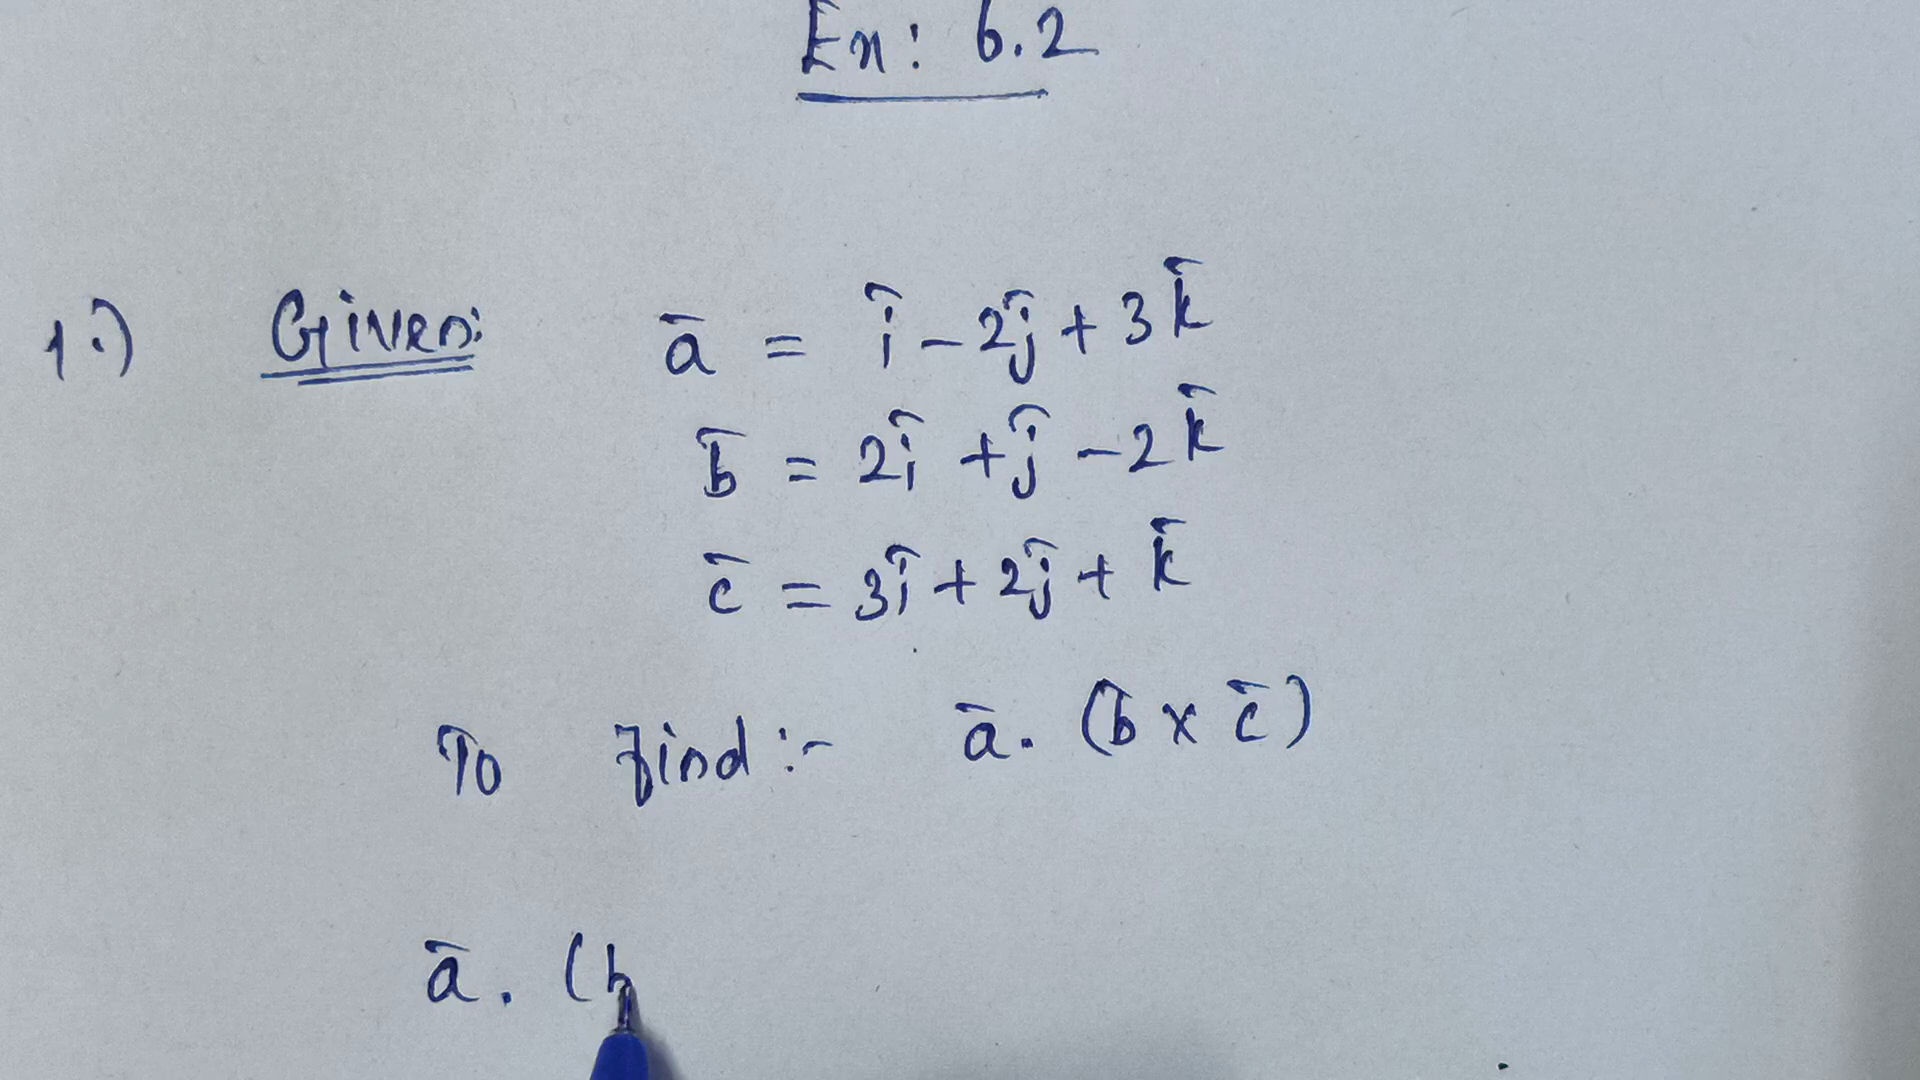 Ex: 6.2
1.) Given: a̅ = î - 2ĵ + 3k̂
b̅ = 2î + ĵ - 2k̂
c̅ = 3î + 2ĵ + k̂
To find:- a̅. (b̅ x c̅)
a̅. (b